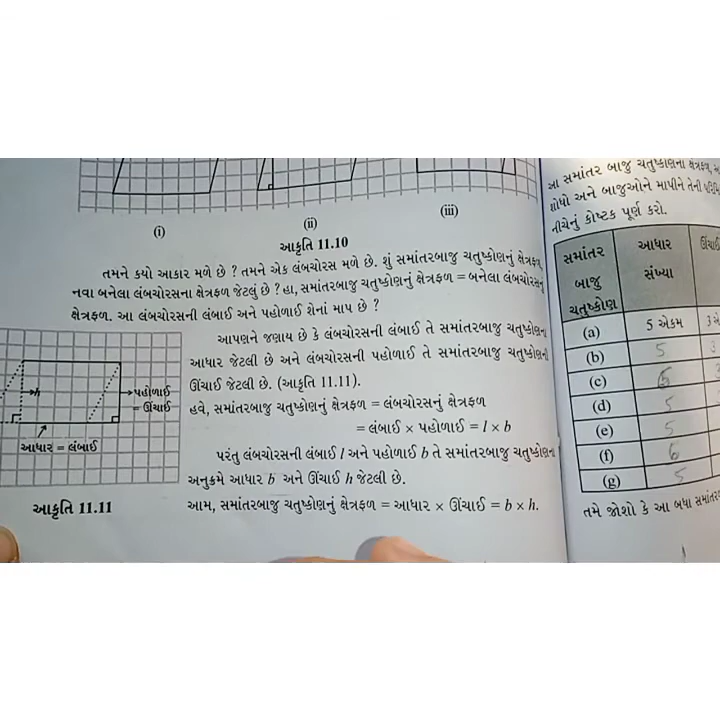 (i)
(ii)
(iii)
આકૃતિ 11.10
તમને કયો આકાર મળે છે ? તમને એક લંબચોરસ મળે છે. શું સમાંતરબાજુ ચતુષ્કોણનું ક્ષેત્રફળ,
નવા બનેલા લંબચોરસના ક્ષેત્રફળ જેટલું છે ? હા, સમાંતરબાજુ ચતુષ્કોણનું ક્ષેત્રફળ = બનેલા લંબચોરસનું
ક્ષેત્રફળ. આ લંબચોરસની લંબાઈ અને પહોળાઈ શેનાં માપ છે ?
આપણને જણાય છે કે લંબચોરસની લંબાઈ તે સમાંતરબાજુ ચતુષ્કોણના
આધાર જેટલી છે અને લંબચોરસની પહોળાઈ તે સમાંતરબાજુ ચતુષ્કોણની
ઊંચાઈ જેટલી છે. (આકૃતિ 11.11).
હવે, સમાંતરબાજુ ચતુષ્કોણનું ક્ષેત્રફળ = લંબચોરસનું ક્ષેત્રફળ
= લંબાઈ × પહોળાઈ = l × b
પરંતુ લંબચોરસની લંબાઈ l અને પહોળાઈ b તે સમાંતરબાજુ ચતુષ્કોણના
અનુક્રમે આધાર b અને ઊંચાઈ h જેટલી છે.
આમ, સમાંતરબાજુ ચતુષ્કોણનું ક્ષેત્રફળ = આધાર × ઊંચાઈ = b × h.
h
પહોળાઈ
= ઊંચાઈ
આધાર = લંબાઈ
આકૃતિ 11.11
આ સમાંતર બાજુ ચતુષ્કોણના ક્ષેત્રફળ
શોધો અને બાજુઓને માપીને તેની
નીચેનું કોષ્ટક પૂર્ણ કરો.
સમાંતર બાજુ ચતુષ્કોણ
આધાર સંખ્યા
(a) 5 એકમ
(b) 5
(c) 6
(d) 5
(e) 5
(f) 6
(g) 5
તમે જોશો કે આ બધા